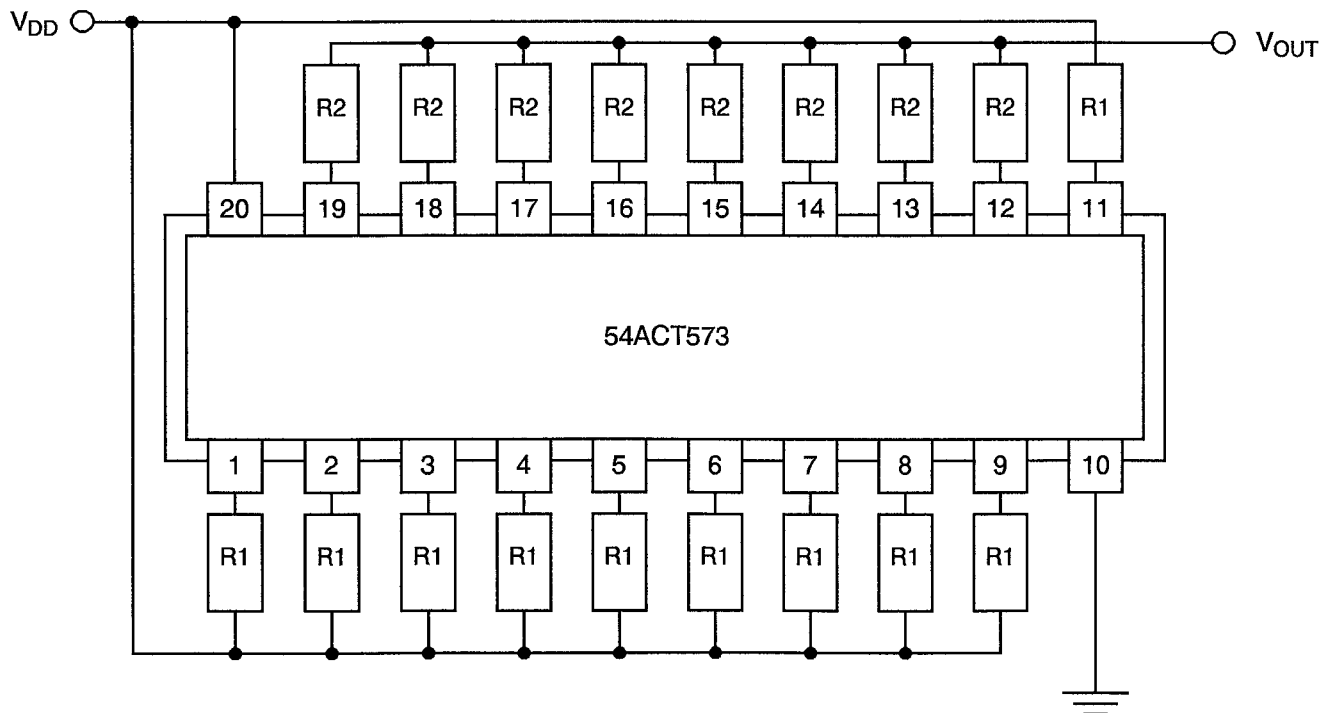 V_DD
V_OUT
R2 R2 R2 R2 R2 R2 R2 R2 R1
20 19 18 17 16 15 14 13 12 11
54ACT573
1 2 3 4 5 6 7 8 9 10
R1 R1 R1 R1 R1 R1 R1 R1 R1